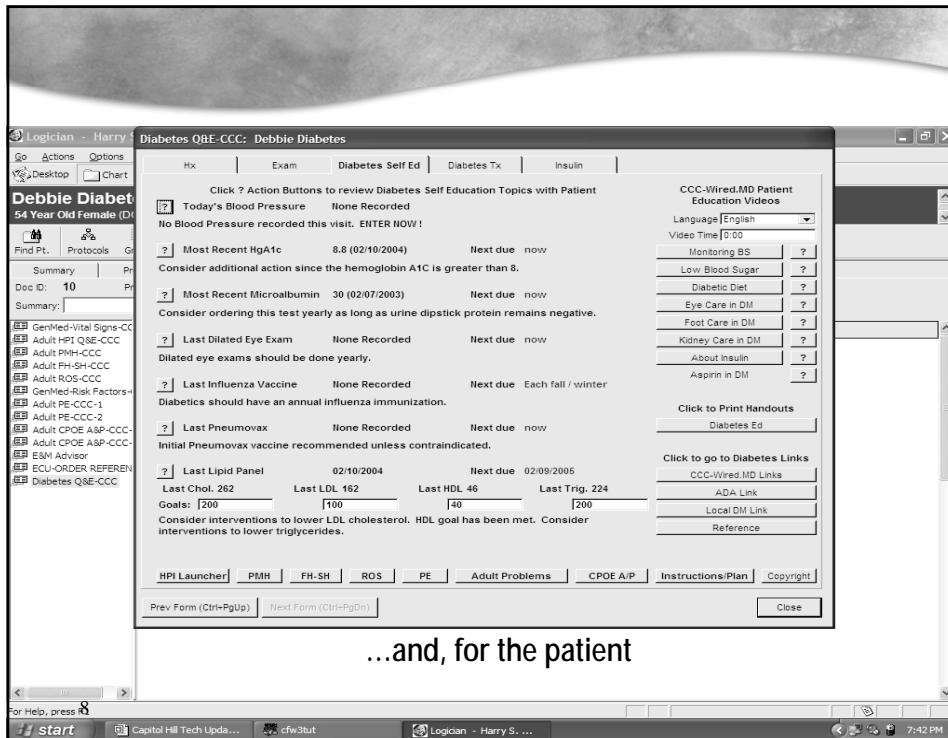 Logician - Harry S
Go Actions Options
Desktop Chart
Debbie Diabet
54 Year Old Female (DO
Find Pt. Protocols Gr
Summary Pr
Doc ID: 10 Pr
Summary:
GenMed-Vital Signs-CC
Adult HPI Q&E-CCC
Adult PMH-CCC
Adult FH-SH-CCC
Adult ROS-CCC
GenMed-Risk Factors-
Adult PE-CCC-1
Adult PE-CCC-2
Adult CPOE A&P-CCC-
Adult CPOE A&P-CCC-
E&M Advisor
ECU-ORDER REFEREN
Diabetes Q&E-CCC
Diabetes Q&E-CCC: Debbie Diabetes
Hx Exam Diabetes Self Ed Diabetes Tx Insulin
Click ? Action Buttons to review Diabetes Self Education Topics with Patient
? Today's Blood Pressure None Recorded
No Blood Pressure recorded this visit. ENTER NOW !
? Most Recent HgA1c 8.8 (02/10/2004) Next due now
Consider additional action since the hemoglobin A1C is greater than 8.
? Most Recent Microalbumin 30 (02/07/2003) Next due now
Consider ordering this test yearly as long as urine dipstick protein remains negative.
? Last Dilated Eye Exam None Recorded Next due now
Dilated eye exams should be done yearly.
? Last Influenza Vaccine None Recorded Next due Each fall / winter
Diabetics should have an annual influenza immunization.
? Last Pneumovax None Recorded Next due now
Initial Pneumovax vaccine recommended unless contraindicated.
? Last Lipid Panel 02/10/2004 Next due 02/09/2005
Last Chol. 262 Last LDL 162 Last HDL 46 Last Trig. 224
Goals: 200 100 40 200
Consider interventions to lower LDL cholesterol. HDL goal has been met. Consider
interventions to lower triglycerides.
CCC-Wired.MD Patient
Education Videos
Language English
Video Time 0:00
Monitoring BS ?
Low Blood Sugar ?
Diabetic Diet ?
Eye Care in DM ?
Foot Care in DM ?
Kidney Care in DM ?
About Insulin ?
Aspirin in DM ?
Click to Print Handouts
Diabetes Ed
Click to go to Diabetes Links
CCC-Wired.MD Links
ADA Link
Local DM Link
Reference
HPI Launcher PMH FH-SH ROS PE Adult Problems CPOE A/P Instructions/Plan Copyright
Prev Form (Ctrl+PgUp) Next Form (Ctrl+PgDn) Close
...and, for the patient
For Help, press F
8
start Capitol Hill Tech Upda... cfw3tut Logician - Harry S. ... 7:42 PM